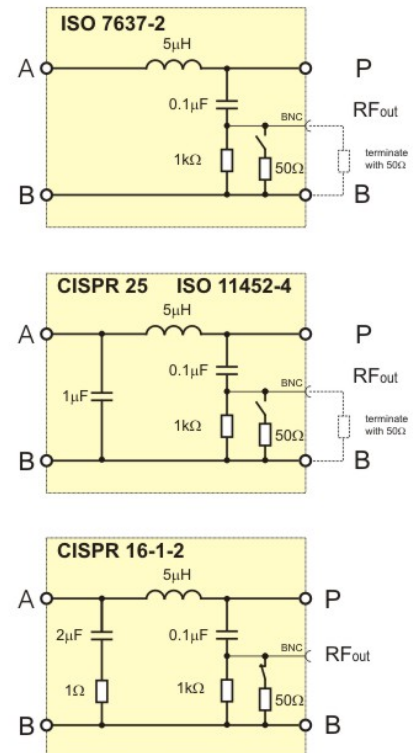 ISO 7637-2
5µH
A
P
0.1µF
RFout
BNC
1kΩ
50Ω
terminate
with 50Ω
B
B
CISPR 25 ISO 11452-4
5µH
A
P
0.1µF
RFout
1µF
BNC
1kΩ
50Ω
terminate
with 50Ω
B
B
CISPR 16-1-2
5µH
A
P
2µF
0.1µF
BNC
RFout
1Ω
1kΩ
50Ω
B
B